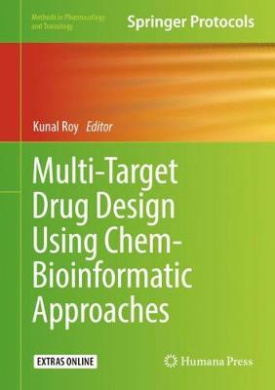 Methods in Pharmacology
and Toxicology
Springer Protocols
Kunal Roy Editor
Multi-Target
Drug Design
Using Chem-
Bioinformatic
Approaches
EXTRAS ONLINE
Humana Press